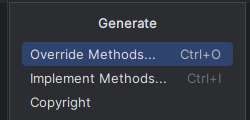 Generate
Override Methods... Ctrl+O
Implement Methods... Ctrl+I
Copyright